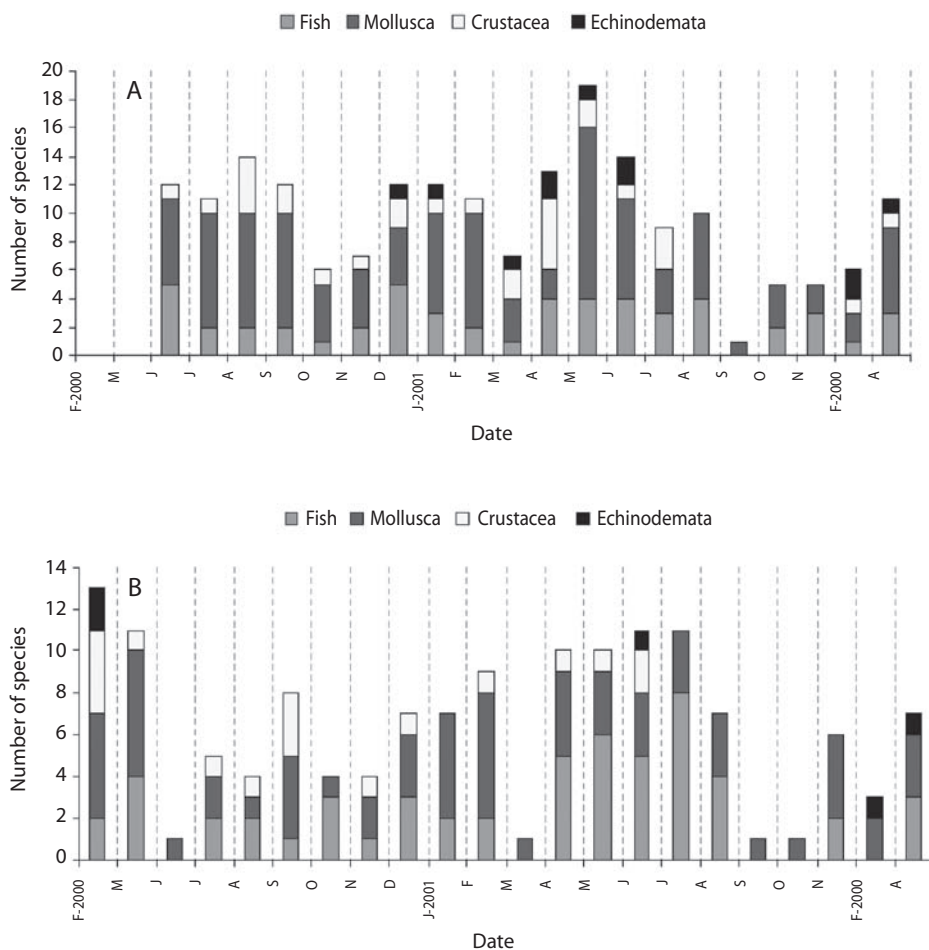 Fish Mollusca Crustacea Echinodemata
A
Number of species
20
18
16
14
12
10
8
6
4
2
0
F-2000 M J J A S O N D J-2001 F M A M J J A S O N F-2000 A
Date
Fish Mollusca Crustacea Echinodemata
B
Number of species
14
12
10
8
6
4
2
0
F-2000 M J J A S O N D J-2001 F M A M J J A S O N F-2000 A
Date